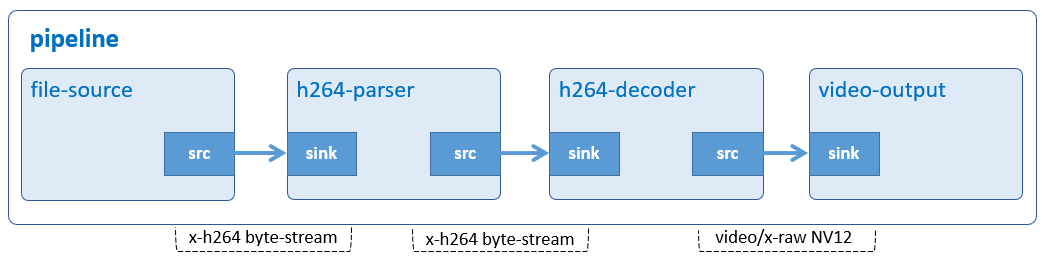 pipeline
file-source
h264-parser
h264-decoder
video-output
src
sink
src
sink
src
sink
x-h264 byte-stream
x-h264 byte-stream
video/x-raw NV12